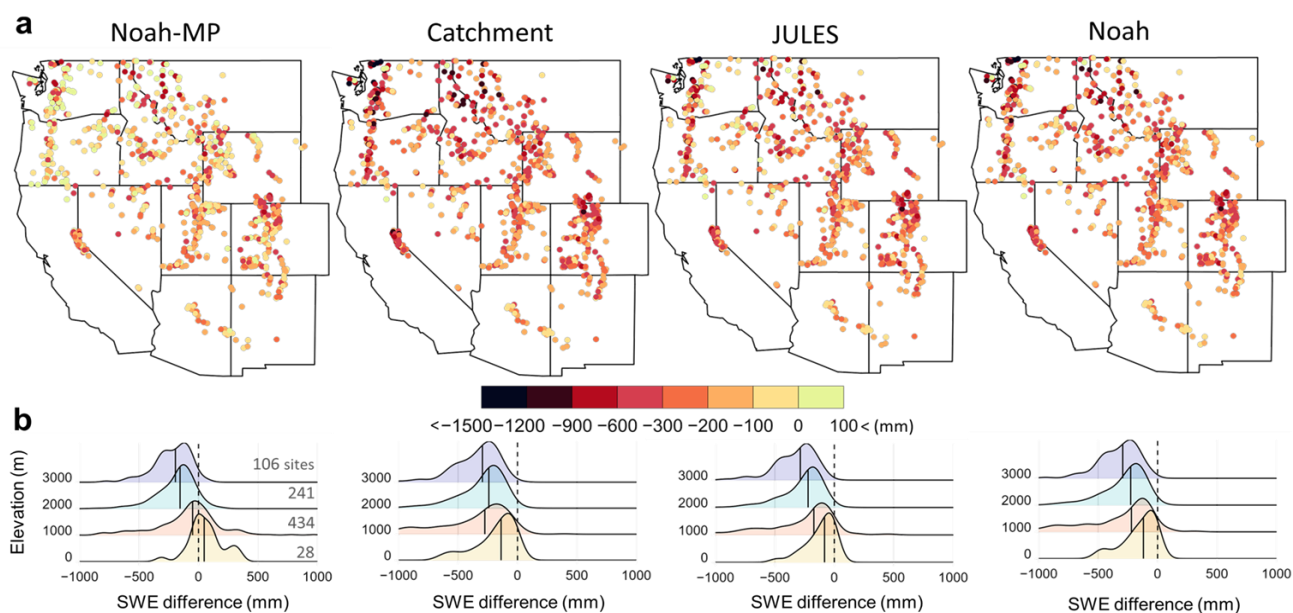 a
Noah-MP Catchment JULES Noah
<−1500 −1200 −900 −600 −300 −200 −100 0 100< (mm)
b
Elevation (m)
3000 106 sites 3000 3000 3000
2000 241 2000 2000 2000
1000 434 1000 1000 1000
0 28 0 0 0
−1000 −500 0 500 1000 −1000 −500 0 500 1000 −1000 −500 0 500 1000 −1000 −500 0 500 1000
SWE difference (mm) SWE difference (mm) SWE difference (mm) SWE difference (mm)